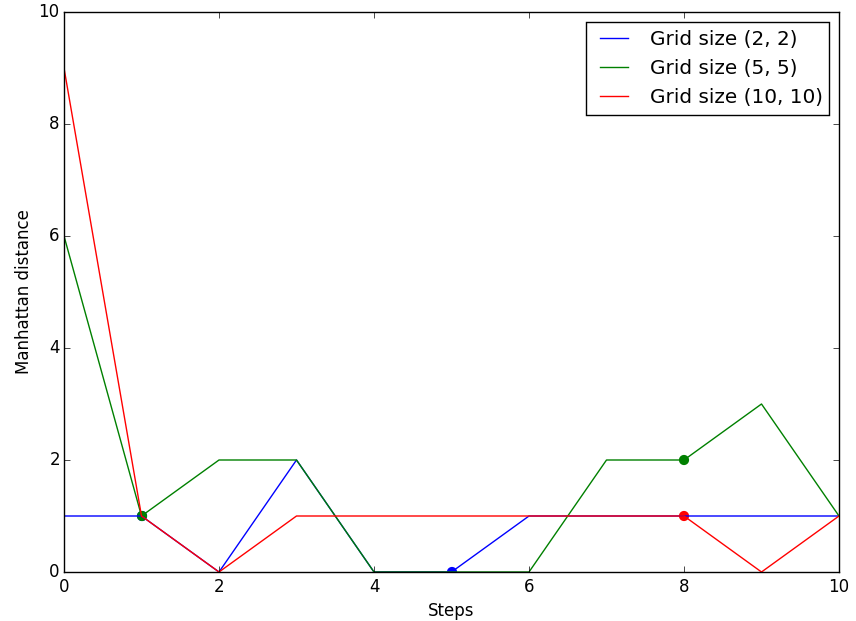 10
8
6
4
2
0
Manhattan distance
Grid size (2, 2)
Grid size (5, 5)
Grid size (10, 10)
0 2 4 6 8 10
Steps